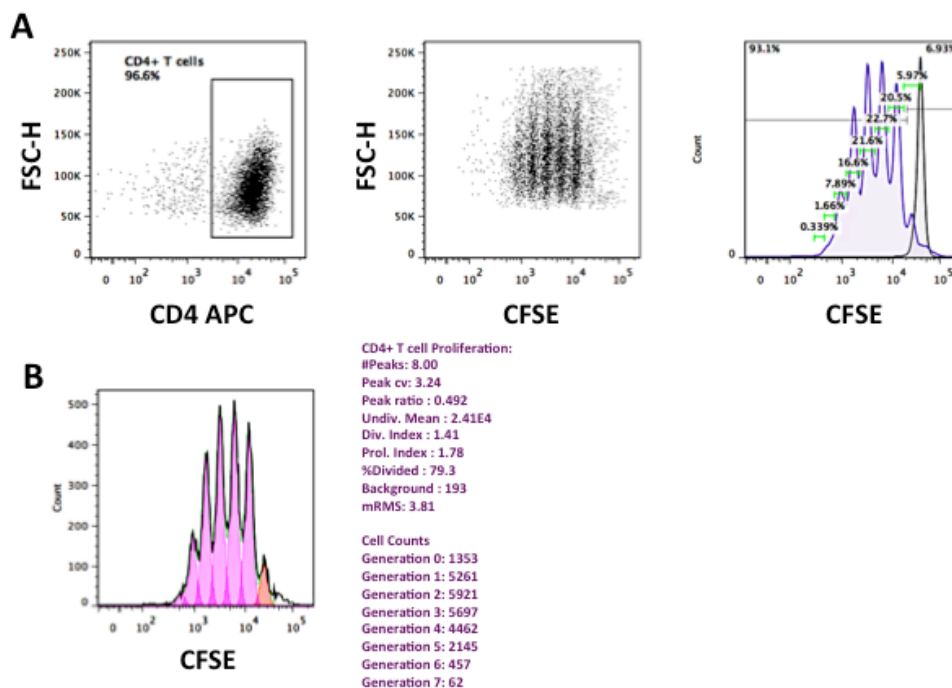 A
CD4+ T cells
96.6%
250K
200K
150K
100K
50K
0
FSC-H
0 10^2 10^3 10^4 10^5
CD4 APC
250K
200K
150K
100K
50K
0
FSC-H
0 10^2 10^3 10^4 10^5
CFSE
93.1%
6.93%
5.97%
20.5%
22.7%
21.6%
16.6%
7.89%
1.66%
0.339%
Count
0
0 10^2 10^3 10^4 10^5
CFSE
B
500
400
300
200
100
0
Count
0 10^2 10^3 10^4 10^5
CFSE
CD4+ T cell Proliferation:
#Peaks: 8.00
Peak cv: 3.24
Peak ratio : 0.492
Undiv. Mean : 2.41E4
Div. Index : 1.41
Prol. Index : 1.78
%Divided : 79.3
Background : 193
mRMS: 3.81
Cell Counts
Generation 0: 1353
Generation 1: 5261
Generation 2: 5921
Generation 3: 5697
Generation 4: 4462
Generation 5: 2145
Generation 6: 457
Generation 7: 62